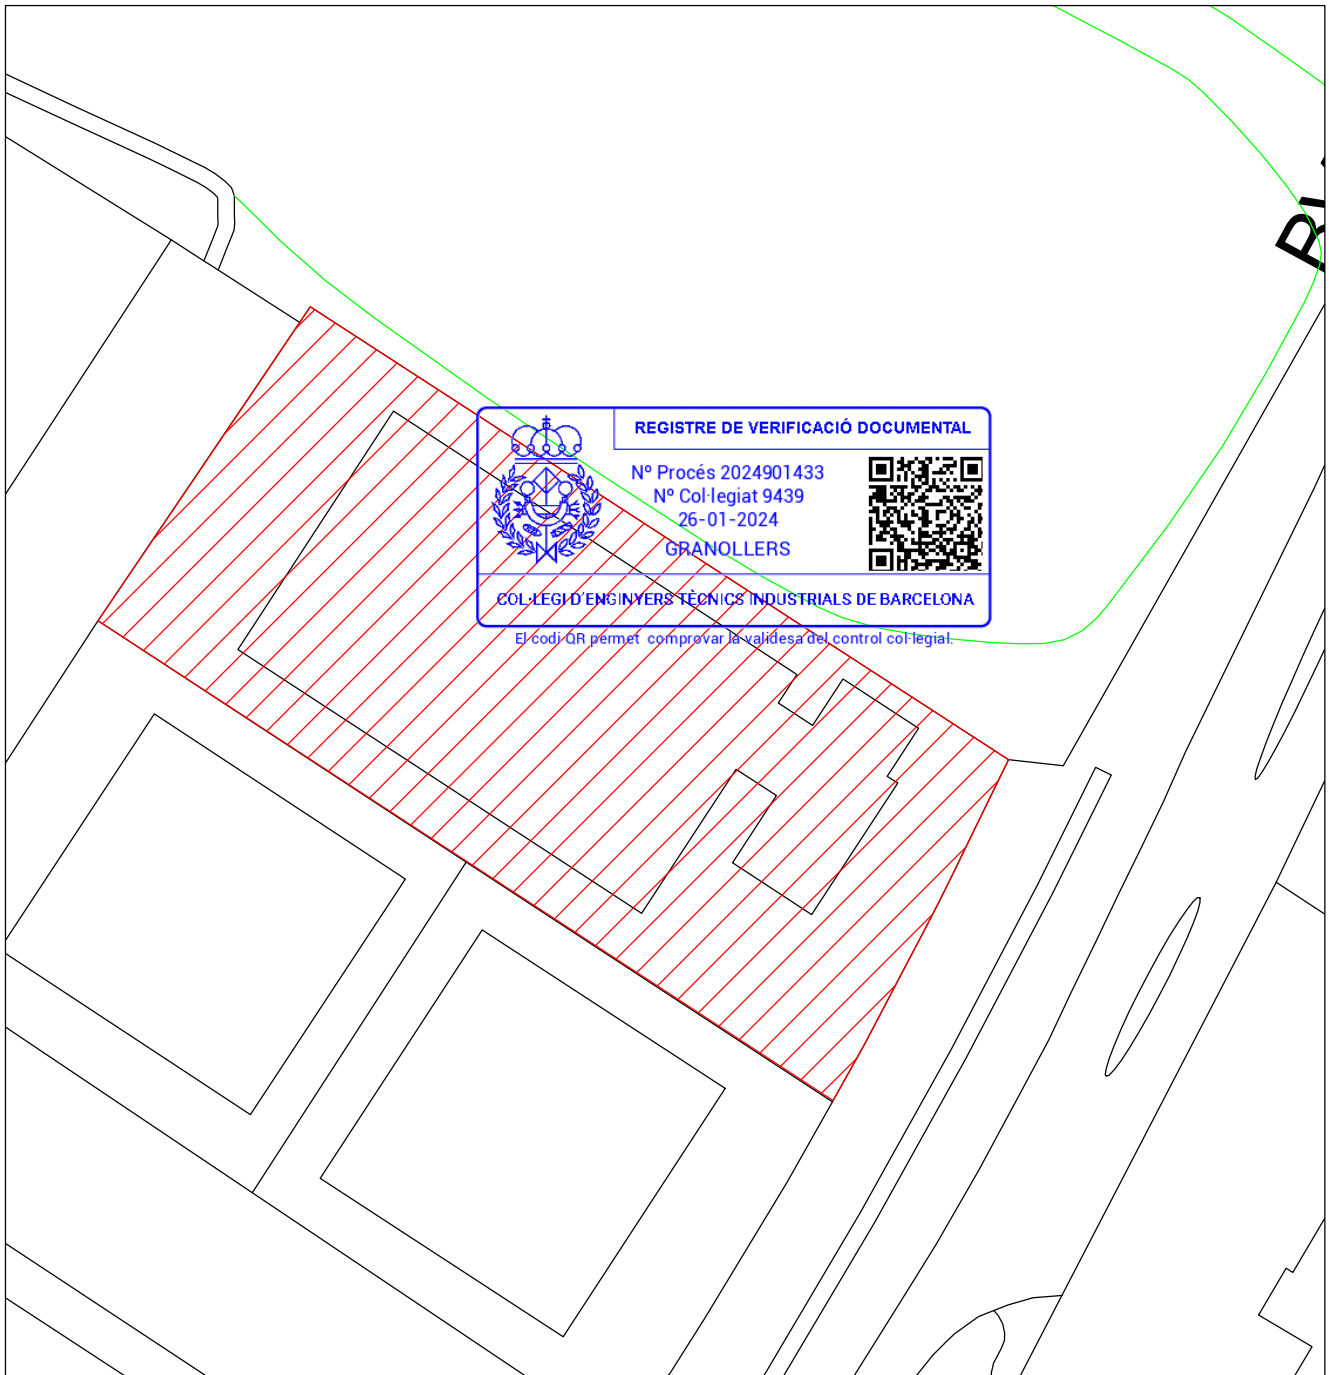 REGISTRE DE VERIFICACIÓ DOCUMENTAL
Nº Procés 2024901433
Nº Col·legiat 9439
26-01-2024
GRANOLLERS
COL·LEGI D'ENGINYERS TÈCNICS INDUSTRIALS DE BARCELONA
El codi QR permet comprovar la validesa del control col·legial.